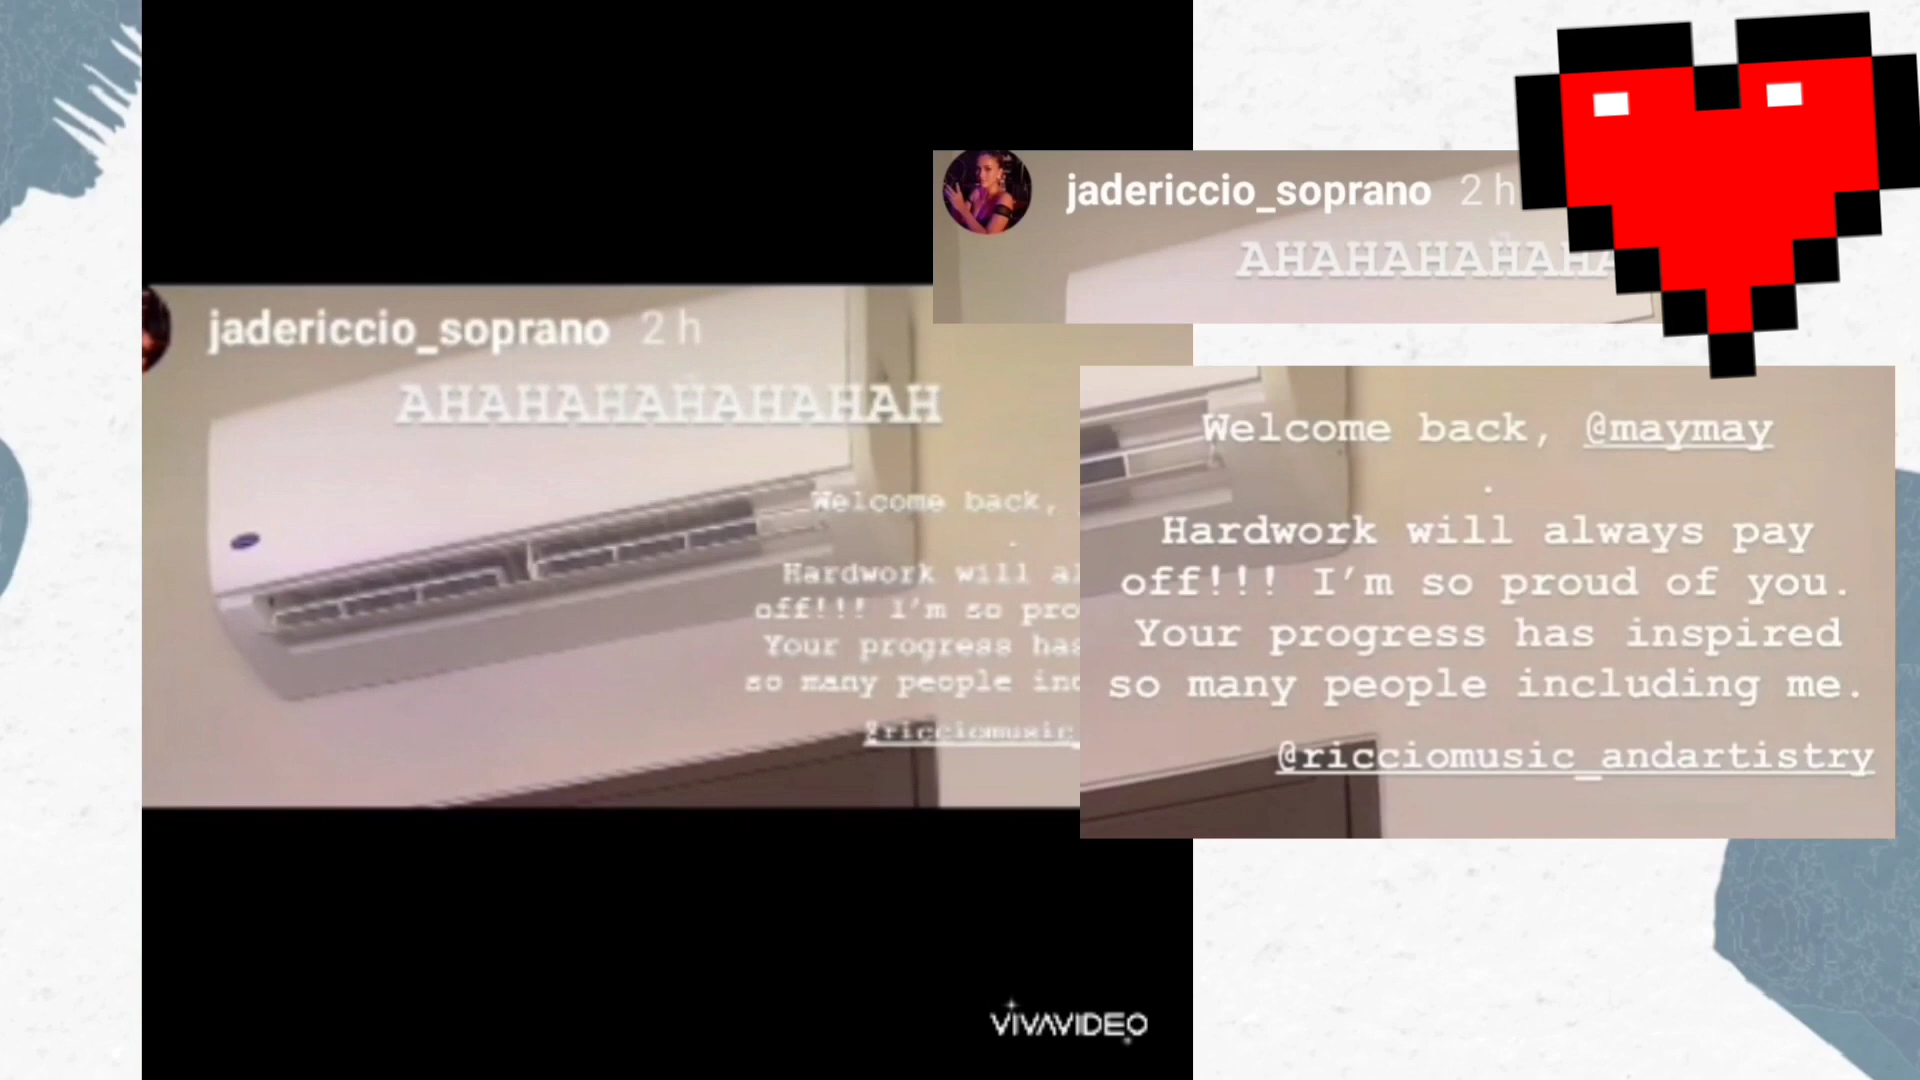 jadericcio_soprano 2 h
AHAHAHAHAHAHAH
Welcome back,
Hardwork will al
off!!! I'm so pro
Your progress has
so many people inc
@ricciomusic_
jadericcio_soprano 2 h
AHAHAHAHAHA
Welcome back, @maymay
.
Hardwork will always pay
off!!! I'm so proud of you.
Your progress has inspired
so many people including me.
@ricciomusic_andartistry
VIVAVIDEO